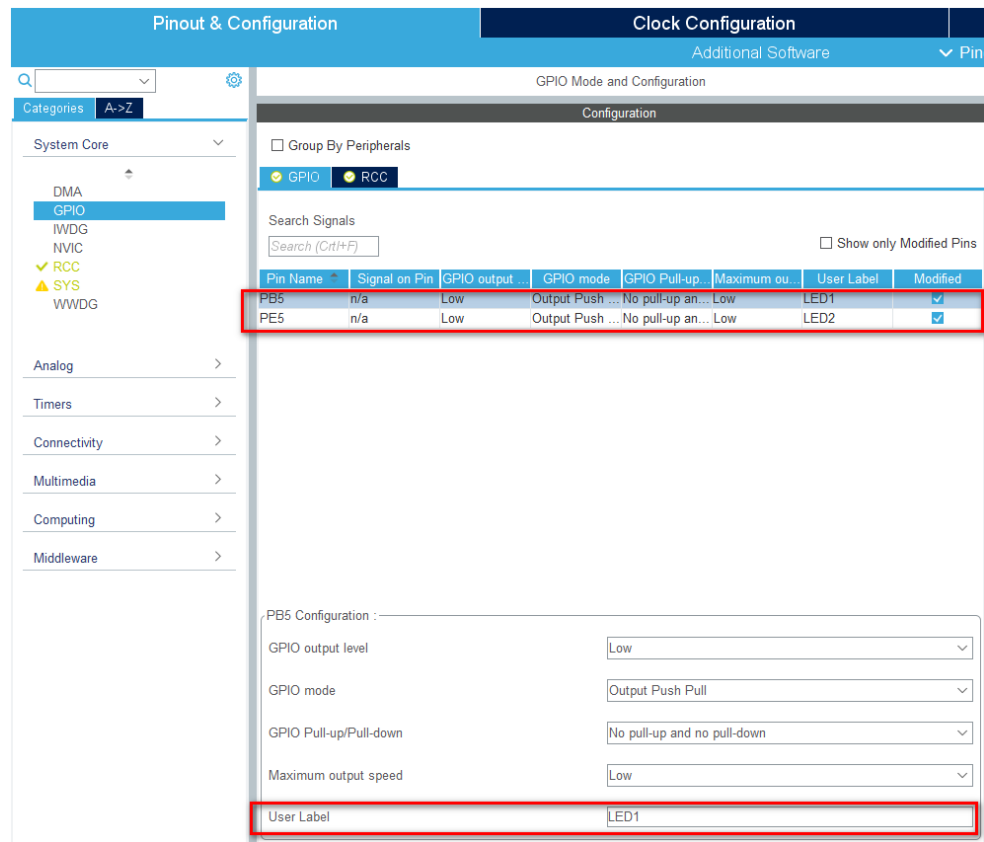 Pinout & Configuration
Clock Configuration
Additional Software
Pin
GPIO Mode and Configuration
Categories
A->Z
Configuration
System Core
Group By Peripherals
GPIO
RCC
DMA
GPIO
IWDG
NVIC
RCC
SYS
WWDG
Search Signals
Search (Crtl+F)
Show only Modified Pins
Pin Name Signal on Pin GPIO output ... GPIO mode GPIO Pull-up... Maximum ou... User Label Modified
PB5 n/a Low Output Push ... No pull-up an... Low LED1
PE5 n/a Low Output Push ... No pull-up an... Low LED2
Analog
Timers
Connectivity
Multimedia
Computing
Middleware
PB5 Configuration :
GPIO output level Low
GPIO mode Output Push Pull
GPIO Pull-up/Pull-down No pull-up and no pull-down
Maximum output speed Low
User Label LED1